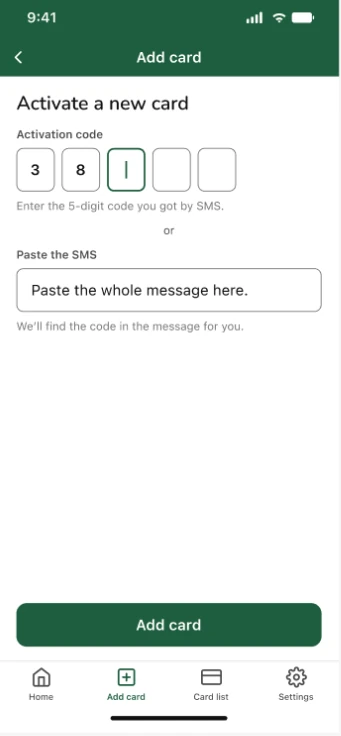 9:41
Add card
Activate a new card
Activation code
3 8
Enter the 5-digit code you got by SMS.
or
Paste the SMS
Paste the whole message here.
We'll find the code in the message for you.
Add card
Home Add card Card list Settings